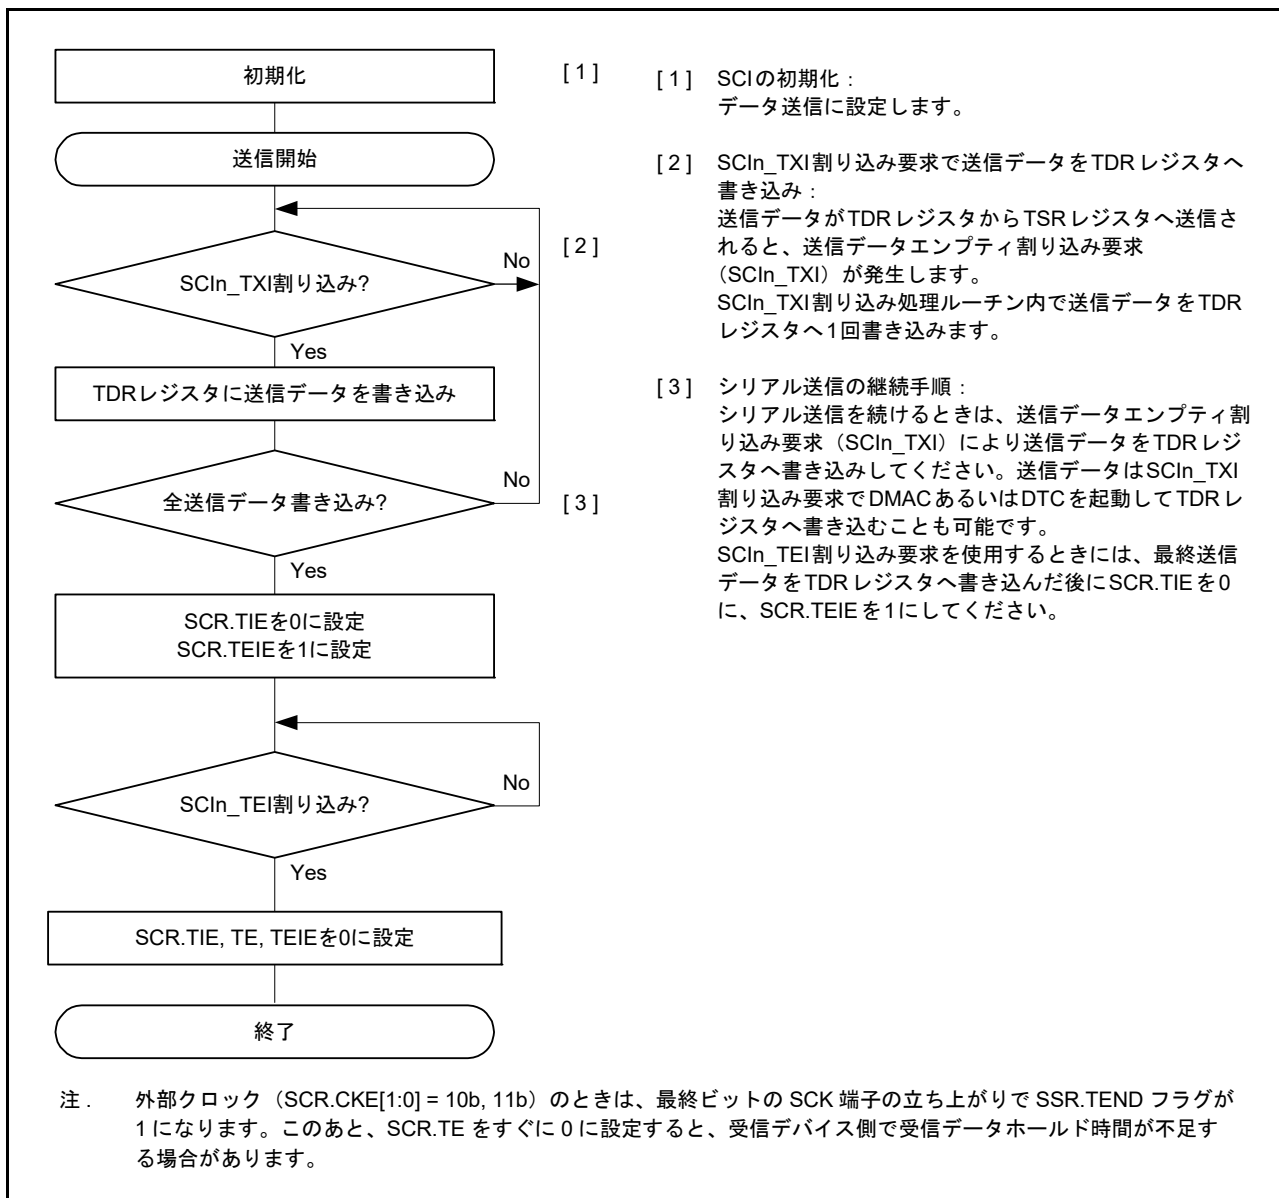 初期化
[ 1 ]
送信開始
SCIn_TXI割り込み?
No
[ 2 ]
Yes
TDRレジスタに送信データを書き込み
全送信データ書き込み?
No
[ 3 ]
Yes
SCR.TIEを0に設定
SCR.TEIEを1に設定
SCIn_TEI割り込み?
No
Yes
SCR.TIE, TE, TEIEを0に設定
終了
[ 1 ] SCIの初期化：
データ送信に設定します。
[ 2 ] SCIn_TXI割り込み要求で送信データをTDRレジスタへ
書き込み：
送信データがTDRレジスタからTSRレジスタへ送信さ
れると、送信データエンプティ割り込み要求
（SCIn_TXI）が発生します。
SCIn_TXI割り込み処理ルーチン内で送信データをTDR
レジスタへ1回書き込みます。
[ 3 ] シリアル送信の継続手順：
シリアル送信を続けるときは、送信データエンプティ割
り込み要求（SCIn_TXI）により送信データをTDRレジ
スタへ書き込みしてください。送信データはSCIn_TXI
割り込み要求でDMACあるいはDTCを起動してTDRレ
ジスタへ書き込むことも可能です。
SCIn_TEI割り込み要求を使用するときには、最終送信
データをTDRレジスタへ書き込んだ後にSCR.TIEを0
に、SCR.TEIEを1にしてください。
注 . 外部クロック（SCR.CKE[1:0] = 10b, 11b）のときは、最終ビットの SCK 端子の立ち上がりで SSR.TEND フラグが
1 になります。このあと、SCR.TE をすぐに 0 に設定すると、受信デバイス側で受信データホールド時間が不足す
る場合があります。